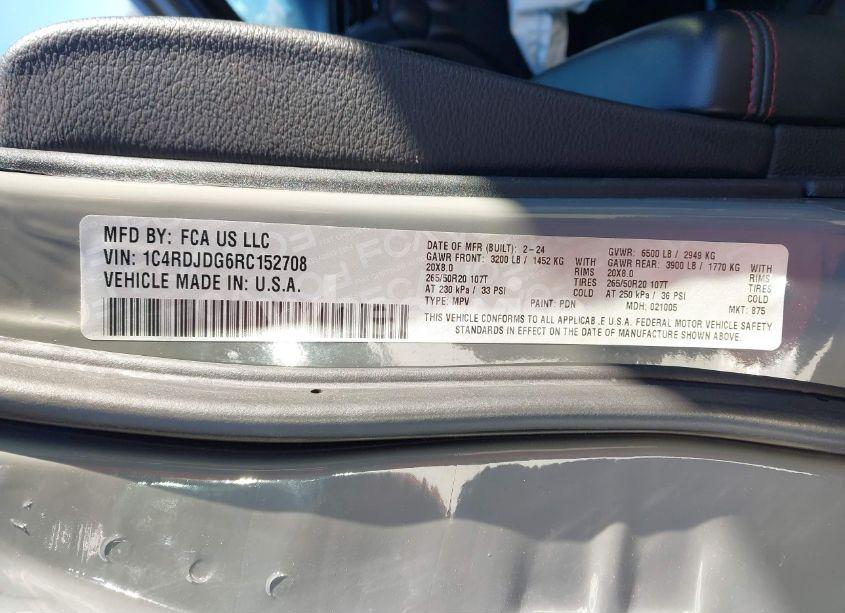 MFD BY: FCA US LLC
VIN: 1C4RDJDG6RC152708
VEHICLE MADE IN: U.S.A.
DATE OF MFR (BUILT): 2-24 GVWR: 6500 LB / 2949 KG
GAWR FRONT: 3200 LB / 1452 KG WITH GAWR REAR: 3900 LB / 1770 KG WITH
20X8.0 RIMS 20X8.0 RIMS
265/50R20 107T TIRES 265/50R20 107T TIRES
AT 230 kPa / 33 PSI COLD AT 250 kPa / 36 PSI COLD
TYPE: MPV PAINT: PDN MDH: 021005 MKT: 875
THIS VEHICLE CONFORMS TO ALL APPLICABLE U.S.A. FEDERAL MOTOR VEHICLE SAFETY
STANDARDS IN EFFECT ON THE DATE OF MANUFACTURE SHOWN ABOVE.